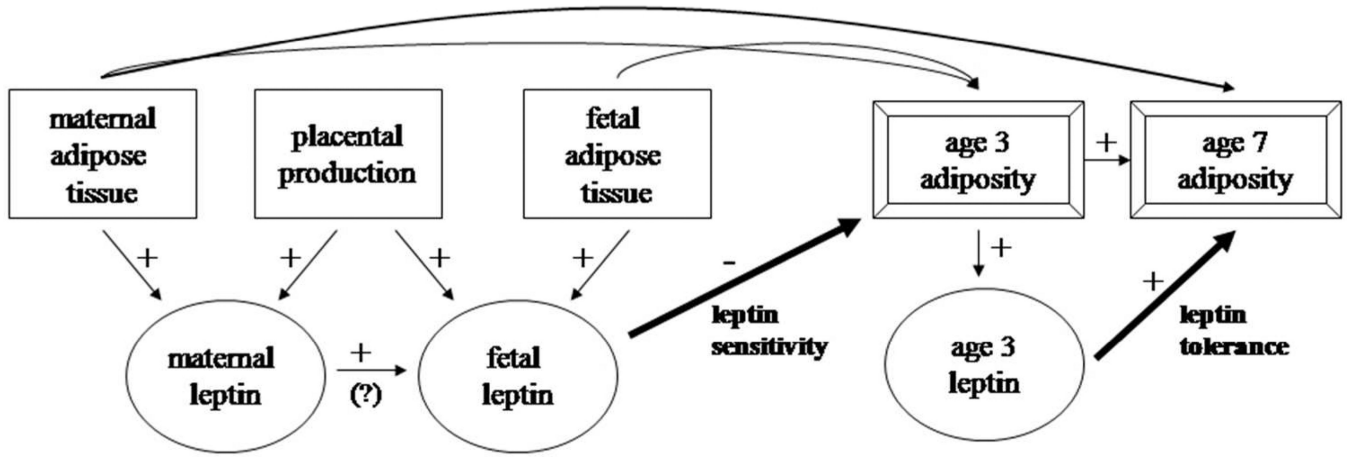 maternal
adipose
tissue
placental
production
fetal
adipose
tissue
age 3
adiposity
+
age 7
adiposity
+
+
+
+
-
leptin
sensitivity
+
+
leptin
tolerance
maternal
leptin
+
(?)
fetal
leptin
age 3
leptin